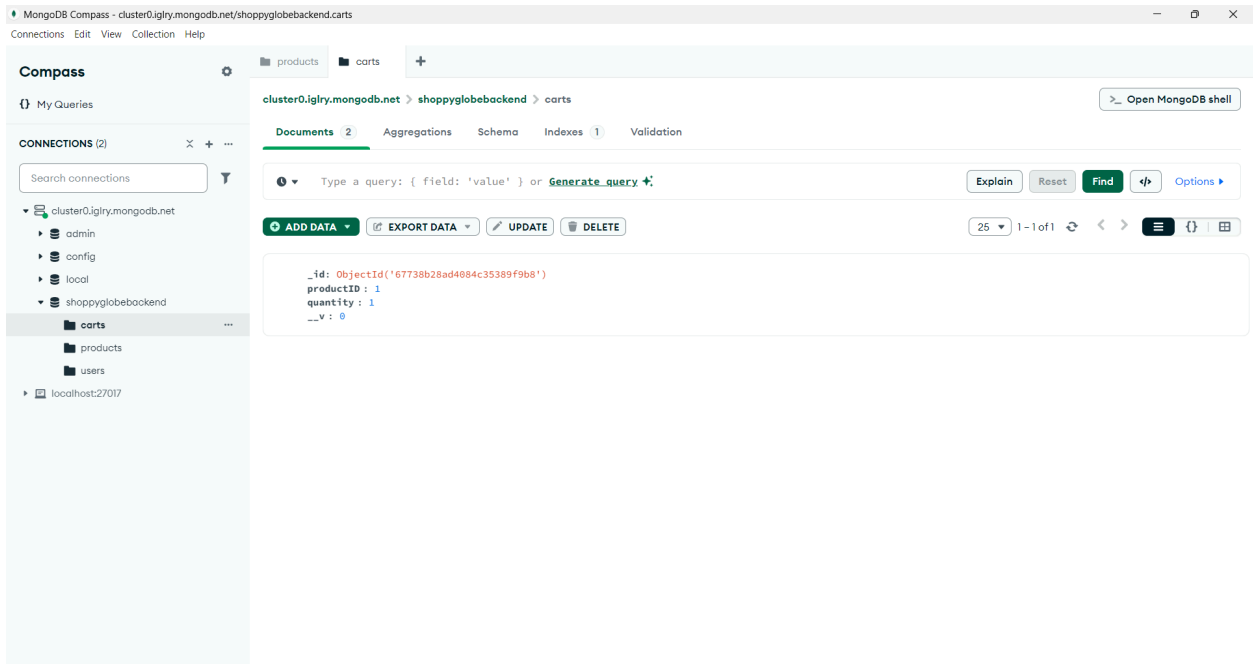 MongoDB Compass - cluster0.iglry.mongodb.net/shoppyglobebackend.carts
Connections Edit View Collection Help
Compass
{} My Queries
CONNECTIONS (2)
Search connections
cluster0.iglry.mongodb.net
admin
config
local
shoppyglobebackend
carts
products
users
localhost:27017
products carts
cluster0.iglry.mongodb.net > shoppyglobebackend > carts
>_ Open MongoDB shell
Documents 2 Aggregations Schema Indexes 1 Validation
Type a query: { field: 'value' } or Generate query
Explain Reset Find </> Options
ADD DATA EXPORT DATA UPDATE DELETE
25 1 – 1 of 1 {}
_id: ObjectId('67738b28ad4084c35389f9b8')
productID : 1
quantity : 1
__v : 0